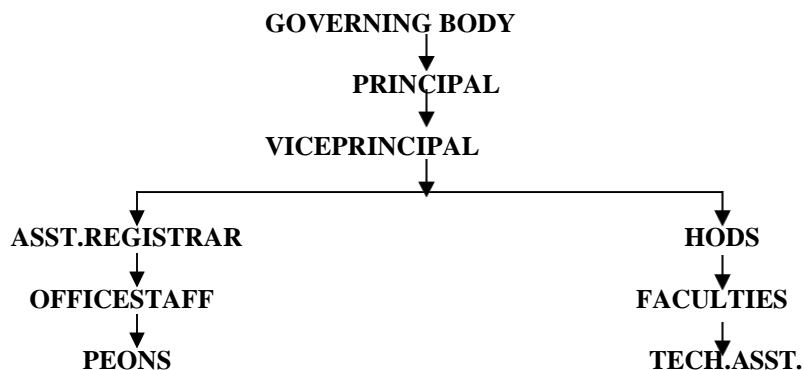 GOVERNING BODY
PRINCIPAL
VICEPRINCIPAL
ASST.REGISTRAR HODS
OFFICESTAFF FACULTIES
PEONS TECH.ASST.